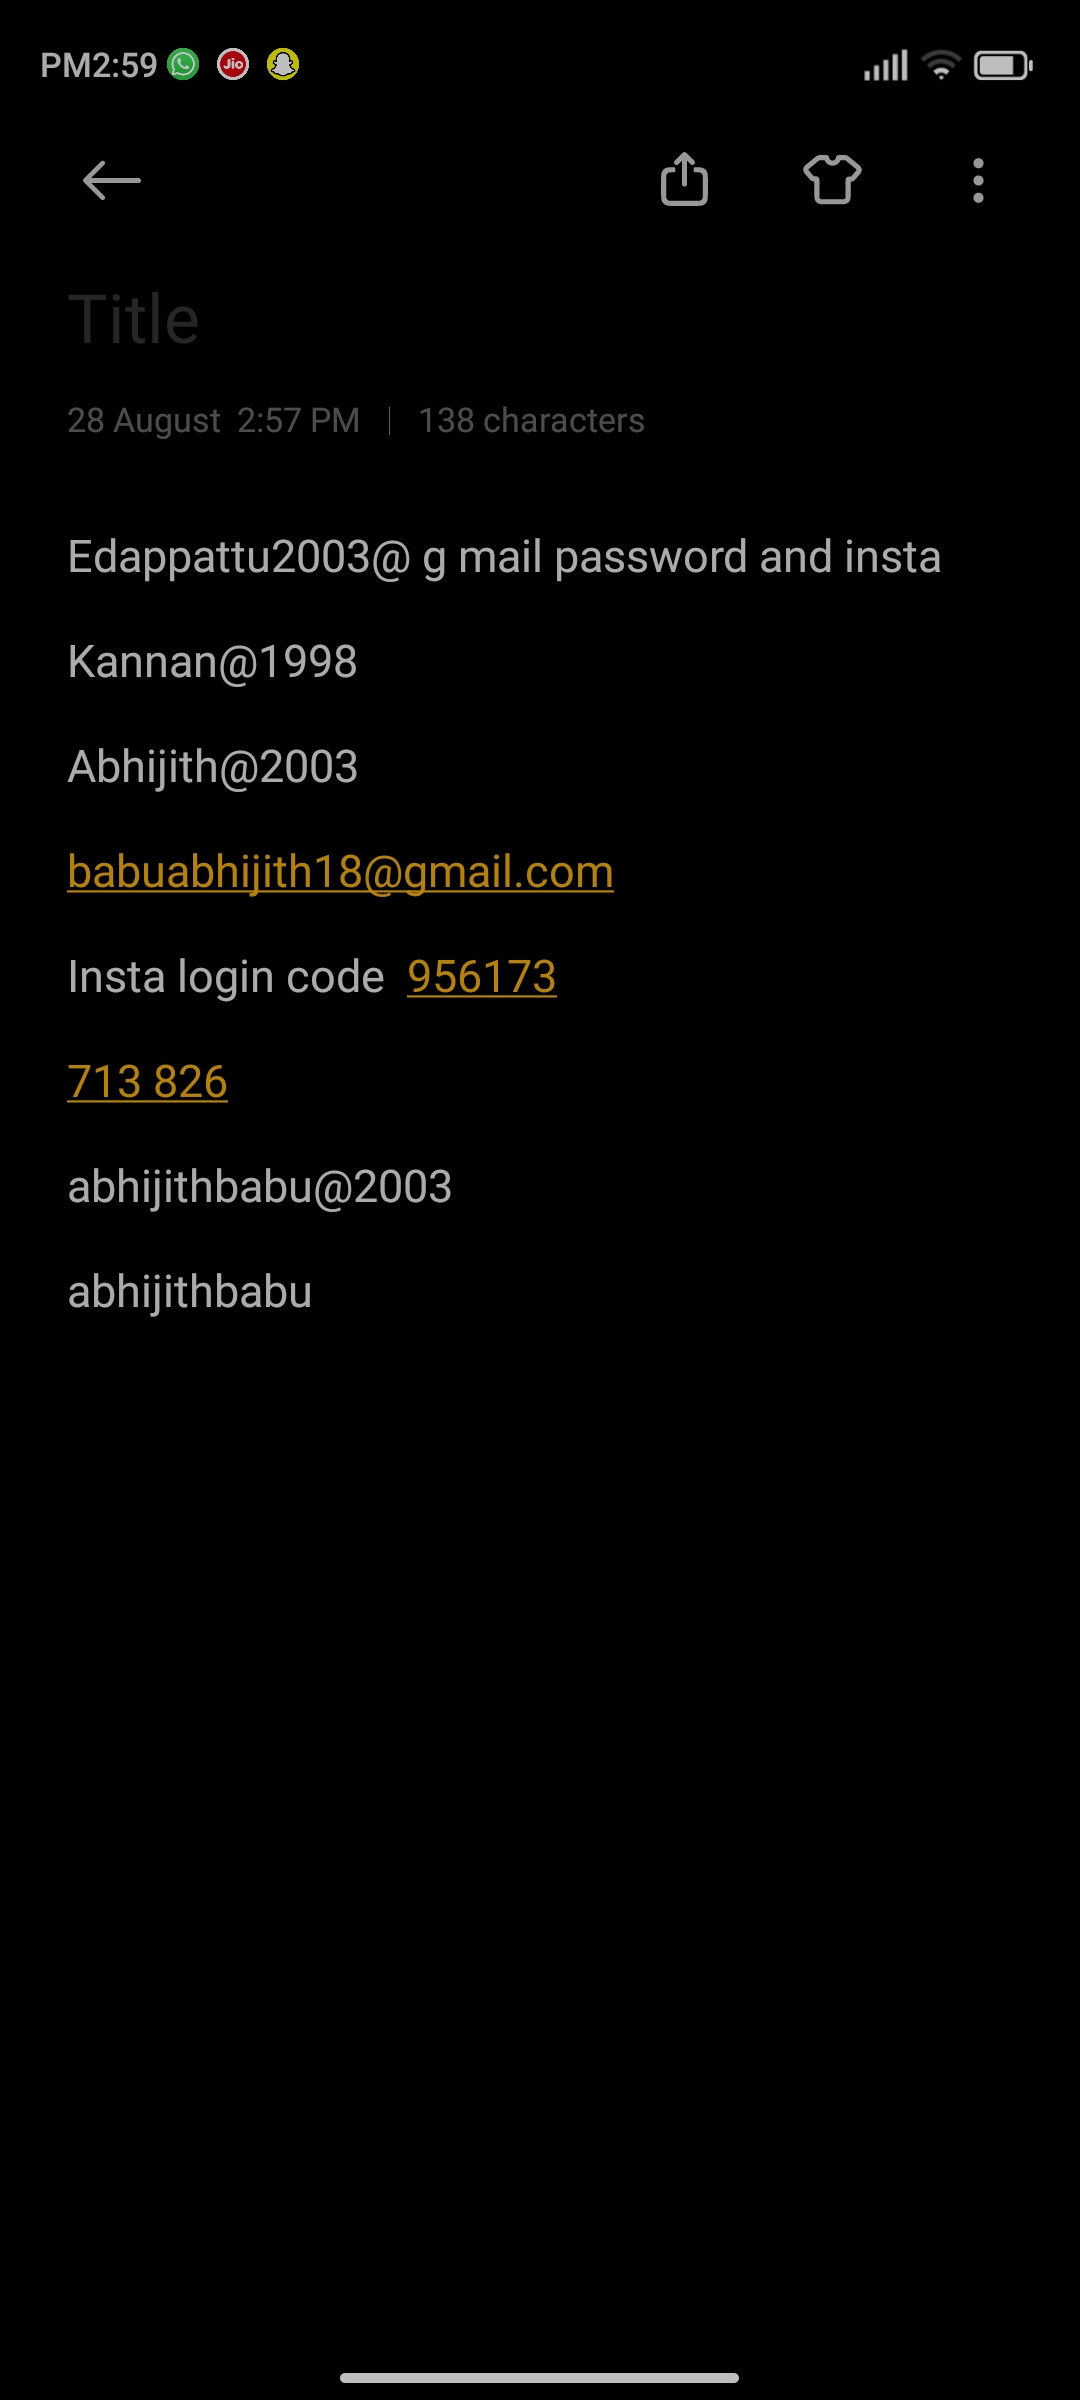 PM2:59 Jio
Title
28 August 2:57 PM | 138 characters
Edappattu2003@ g mail password and insta
Kannan@1998
Abhijith@2003
babuabhijith18@gmail.com
Insta login code 956173
713 826
abhijithbabu@2003
abhijithbabu